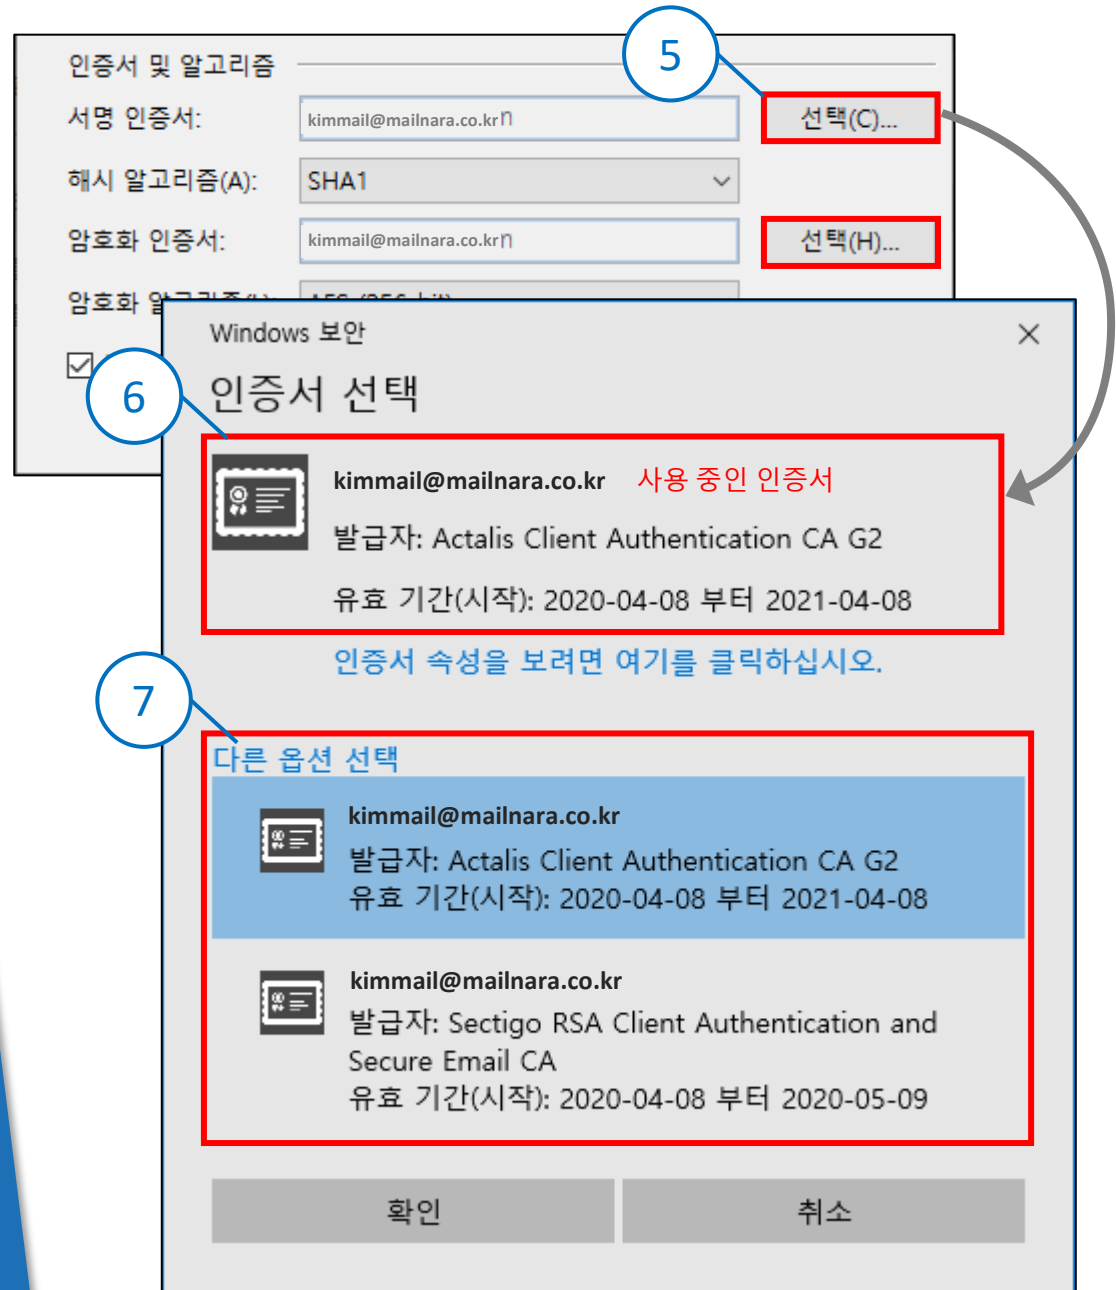 5
인증서 및 알고리즘
서명 인증서: kimmail@mailnara.co.kr 선택(C)...
해시 알고리즘(A): SHA1
암호화 인증서: kimmail@mailnara.co.kr 선택(H)...
암호화
Windows 보안
6
인증서 선택
kimmail@mailnara.co.kr 사용 중인 인증서
발급자: Actalis Client Authentication CA G2
유효 기간(시작): 2020-04-08 부터 2021-04-08
인증서 속성을 보려면 여기를 클릭하십시오.
7
다른 옵션 선택
kimmail@mailnara.co.kr
발급자: Actalis Client Authentication CA G2
유효 기간(시작): 2020-04-08 부터 2021-04-08
kimmail@mailnara.co.kr
발급자: Sectigo RSA Client Authentication and
Secure Email CA
유효 기간(시작): 2020-04-08 부터 2020-05-09
확인 취소